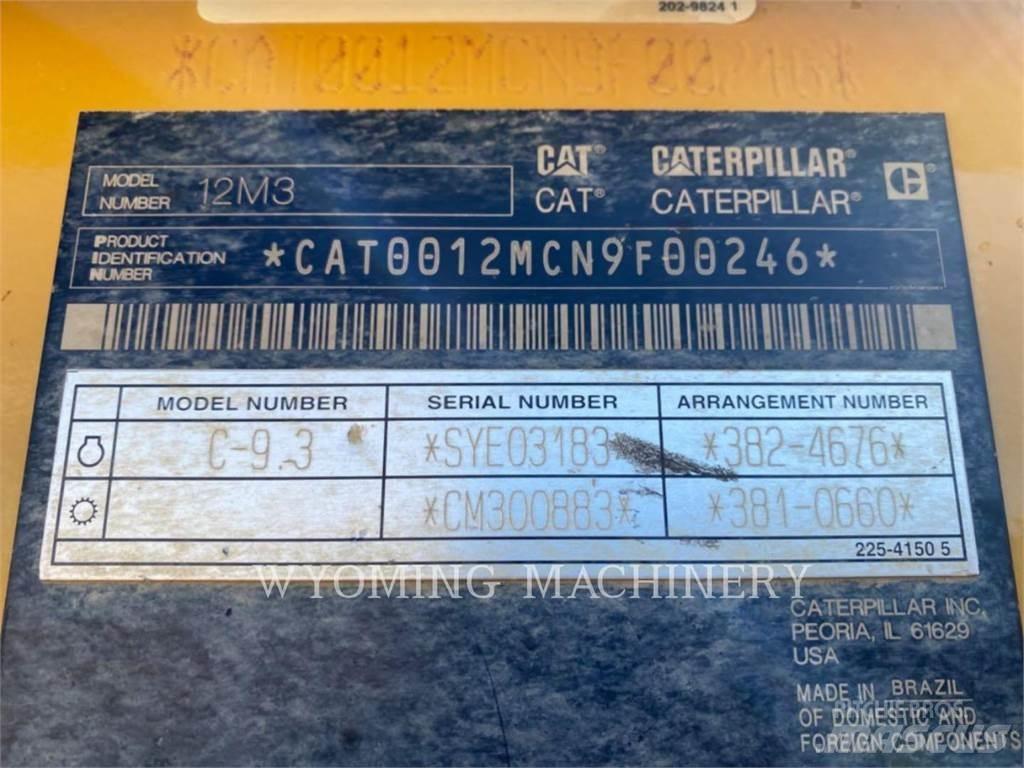 202-9824 1
*CAT0012MCN9F00246*
MODEL NUMBER 12M3
CAT® CATERPILLAR®
CAT® CATERPILLAR®
PRODUCT IDENTIFICATION NUMBER *CAT0012MCN9F00246*
MODEL NUMBER SERIAL NUMBER ARRANGEMENT NUMBER
C-9.3 *SYE03183 *382-4676*
*CM300883* *381-0660*
225-4150 5
WYOMING MACHINERY
CATERPILLAR INC.
PEORIA, IL 61629
USA
MADE IN BRAZIL
OF DOMESTIC AND
FOREIGN COMPONENTS